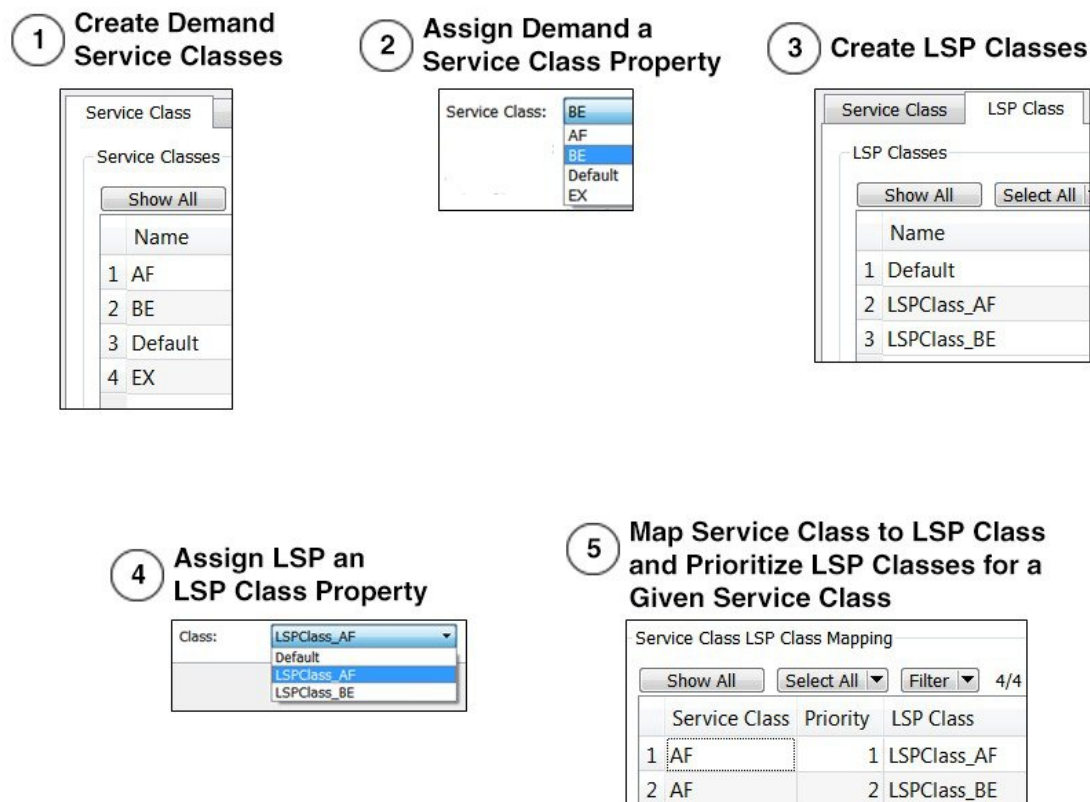 1
Create Demand
Service Classes
Service Class
Service Classes
Show All
Name
1 AF
2 BE
3 Default
4 EX
2
Assign Demand a
Service Class Property
Service Class: BE
AF
BE
Default
EX
3
Create LSP Classes
Service Class LSP Class
LSP Classes
Show All Select All
Name
1 Default
2 LSPClass_AF
3 LSPClass_BE
4
Assign LSP an
LSP Class Property
Class: LSPClass_AF
Default
LSPClass_AF
LSPClass_BE
5
Map Service Class to LSP Class
and Prioritize LSP Classes for a
Given Service Class
Service Class LSP Class Mapping
Show All Select All Filter 4/4
Service Class Priority LSP Class
1 AF 1 LSPClass_AF
2 AF 2 LSPClass_BE